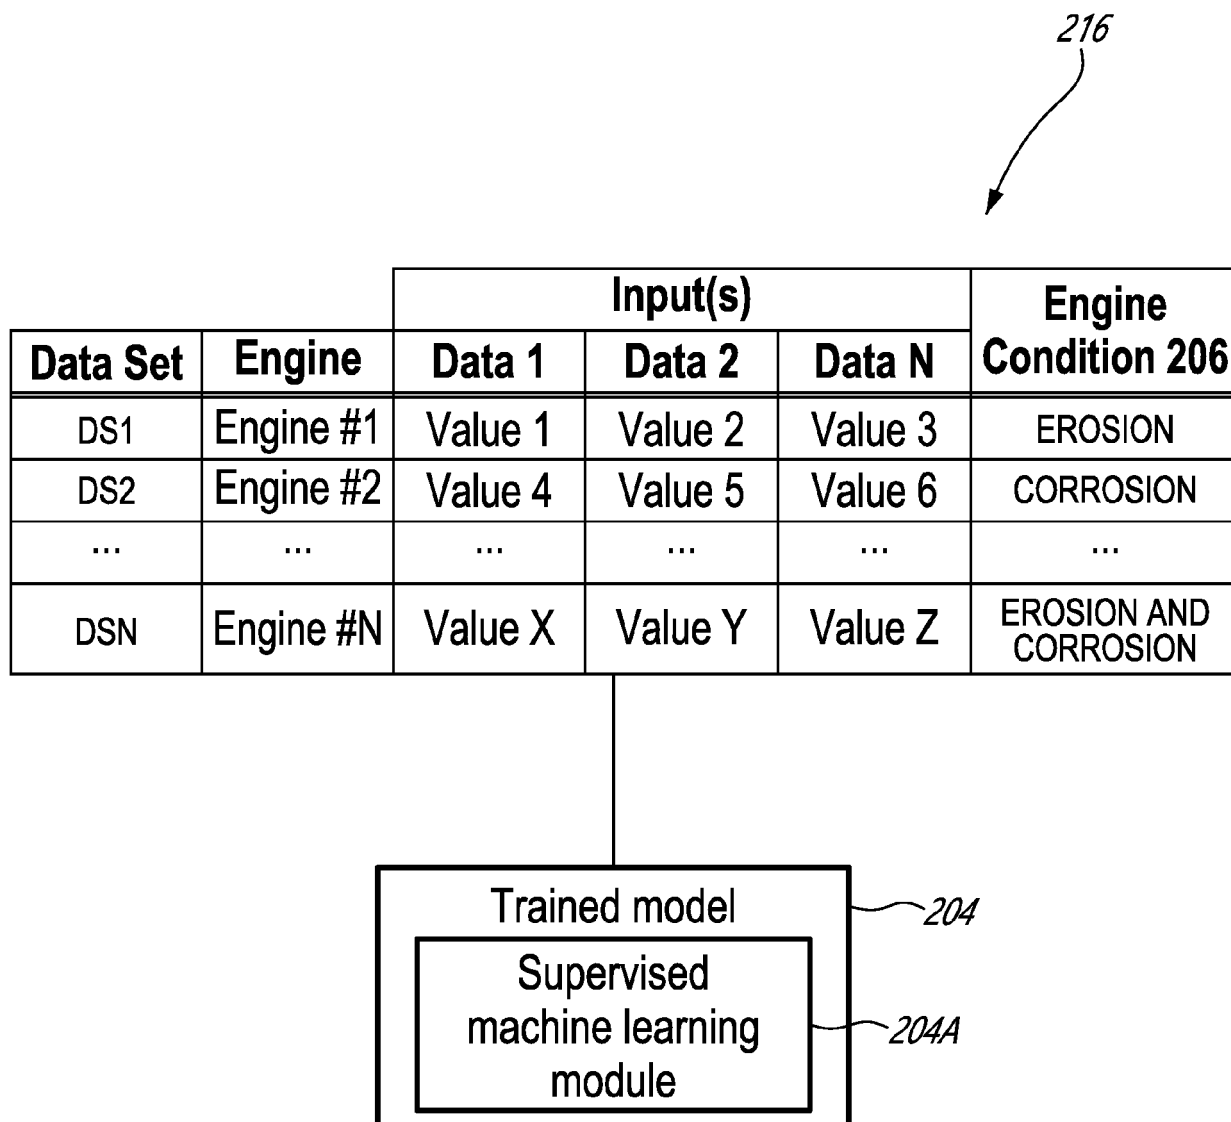 216
Input(s)
Engine
Condition 206
Data Set Engine Data 1 Data 2 Data N
DS1 Engine #1 Value 1 Value 2 Value 3 EROSION
DS2 Engine #2 Value 4 Value 5 Value 6 CORROSION
... ... ... ... ... ...
DSN Engine #N Value X Value Y Value Z EROSION AND
CORROSION
Trained model
204
Supervised
machine learning
module
204A